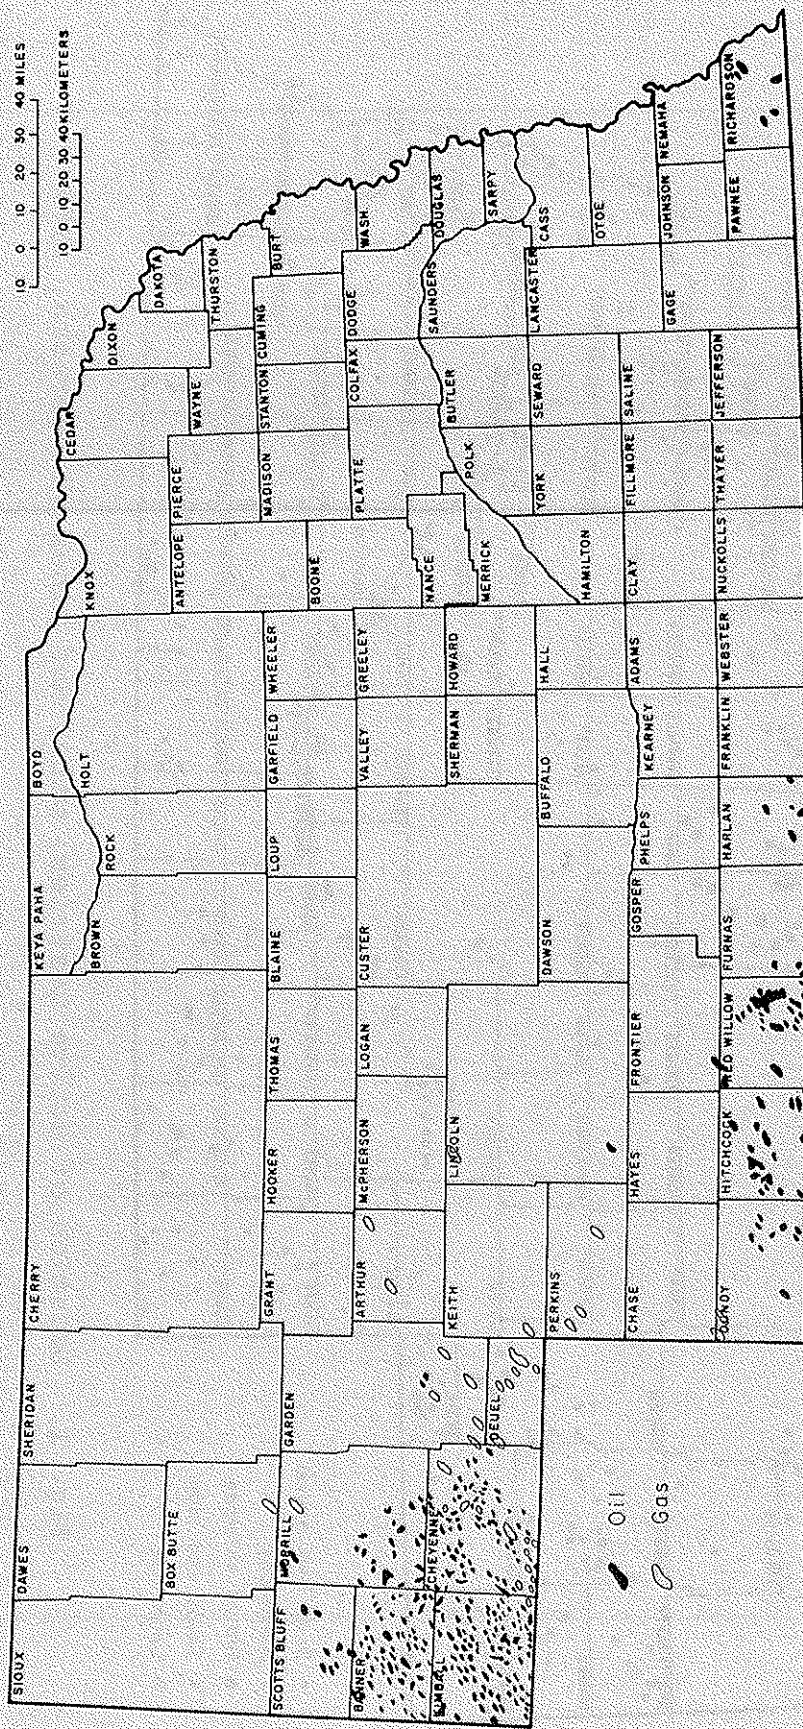 10 0 10 20 30 40 MILES
10 0 10 20 30 40 KILOMETERS
SIOUX
DAWES
SHERIDAN
CHERRY
KEYA PAHA
BOYD
BROWN
ROCK
HOLT
KNOX
CEDAR
DIXON
DAKOTA
BOX BUTTE
ANTELOPE
PIERCE
WAYNE
THURSTON
SCOTTS BLUFF
MORRILL
GARDEN
GRANT
HOOKER
THOMAS
BLAINE
LOUP
GARFIELD
WHEELER
BOONE
MADISON
STANTON
CUMING
BURT
BANNER
ARTHUR
McPHERSON
LOGAN
CUSTER
VALLEY
GREELEY
NANCE
PLATTE
COLFAX
DODGE
WASH
KIMBALL
CHEYENNE
DEUEL
KEITH
LINCOLN
SHERMAN
HOWARD
MERRICK
POLK
BUTLER
SAUNDERS
DOUGLAS
SARPY
PERKINS
DAWSON
BUFFALO
HALL
HAMILTON
YORK
SEWARD
LANCASTER
CASS
OTOE
CHASE
HAYES
FRONTIER
GOSPER
PHELPS
KEARNEY
ADAMS
CLAY
FILLMORE
SALINE
GAGE
JOHNSON
NEMAHA
DUNDY
HITCHCOCK
RED WILLOW
FURNAS
HARLAN
FRANKLIN
WEBSTER
NUCKOLLS
THAYER
JEFFERSON
PAWNEE
RICHARDSON
Oil
Gas